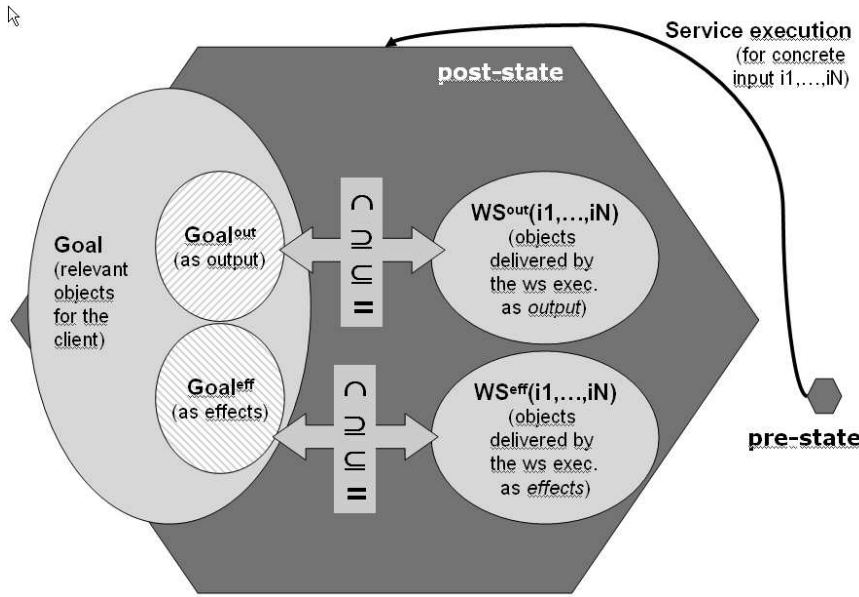 Service execution
(for concrete
input i1,...,iN)
post-state
Goal
(relevant
objects
for the
client)
Goal^out
(as output)
∩
⊇
⊆
=
WS^out(i1,...,iN)
(objects
delivered by
the ws exec.
as output)
Goal^eff
(as effects)
∩
⊇
⊆
=
WS^eff(i1,...,iN)
(objects
delivered by
the ws exec.
as effects)
pre-state